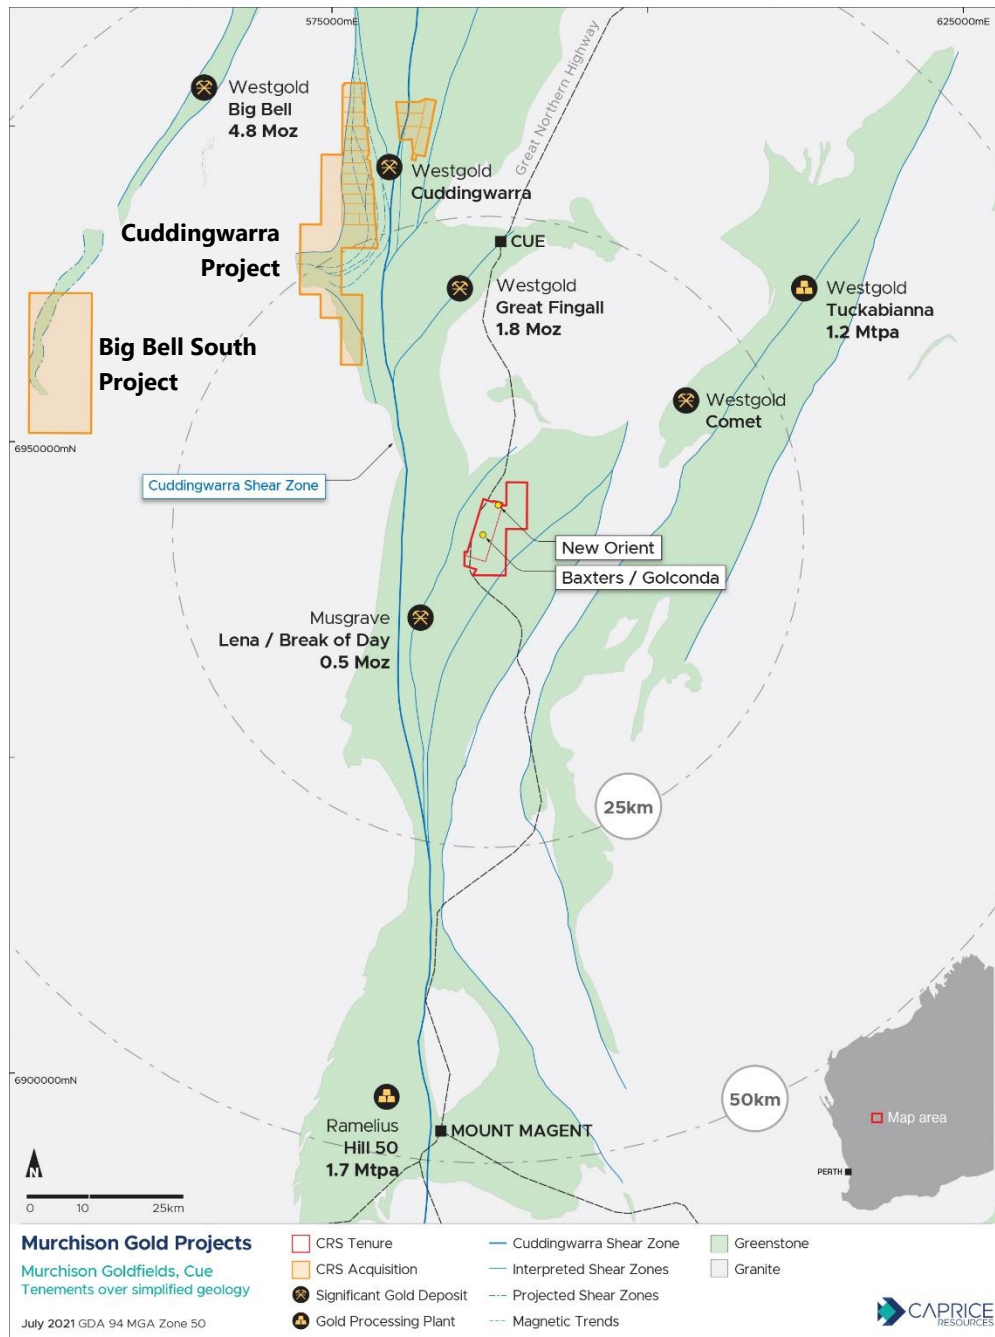 575000mE
625000mE
Great Northern Highway
Westgold
Big Bell
4.8 Moz
Westgold
Cuddingwarra
Cuddingwarra
Project
CUE
Westgold
Great Fingall
1.8 Moz
Westgold
Tuckabianna
1.2 Mtpa
Big Bell South
Project
Westgold
Comet
6950000mN
Cuddingwarra Shear Zone
New Orient
Baxters / Golconda
Musgrave
Lena / Break of Day
0.5 Moz
25km
6900000mN
50km
Ramelius
Hill 50
1.7 Mtpa
MOUNT MAGENT
Map area
PERTH
N
0 10 25km
Murchison Gold Projects
Murchison Goldfields, Cue
Tenements over simplified geology
July 2021 GDA 94 MGA Zone 50
CRS Tenure
CRS Acquisition
Significant Gold Deposit
Gold Processing Plant
Cuddingwarra Shear Zone
Interpreted Shear Zones
Projected Shear Zones
Magnetic Trends
Greenstone
Granite
CAPRICE
RESOURCES